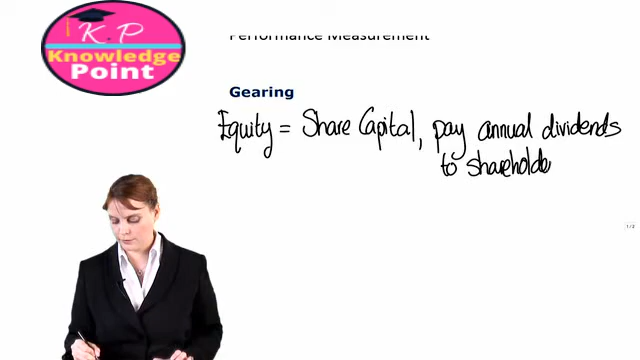 K.P
Knowledge
Point
Performance Measurement
Gearing
Equity = Share Capital, pay annual dividends
to shareholde
1/2